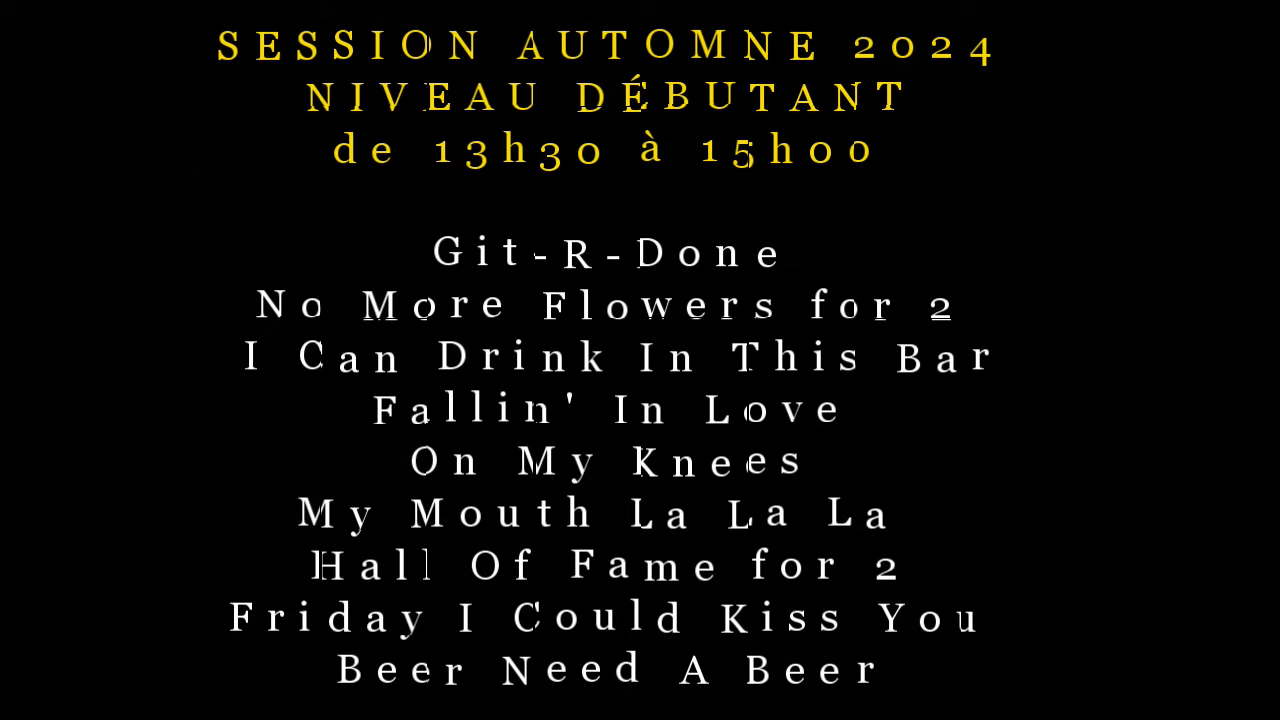 SESSION AUTOMNE 2024
NIVEAU DÉBUTANT
de 13h30 à 15h00
Git-R-Done
No More Flowers for 2
I Can Drink In This Bar
Fallin' In Love
On My Knees
My Mouth La La La
Hall Of Fame for 2
Friday I Could Kiss You
Beer Need A Beer